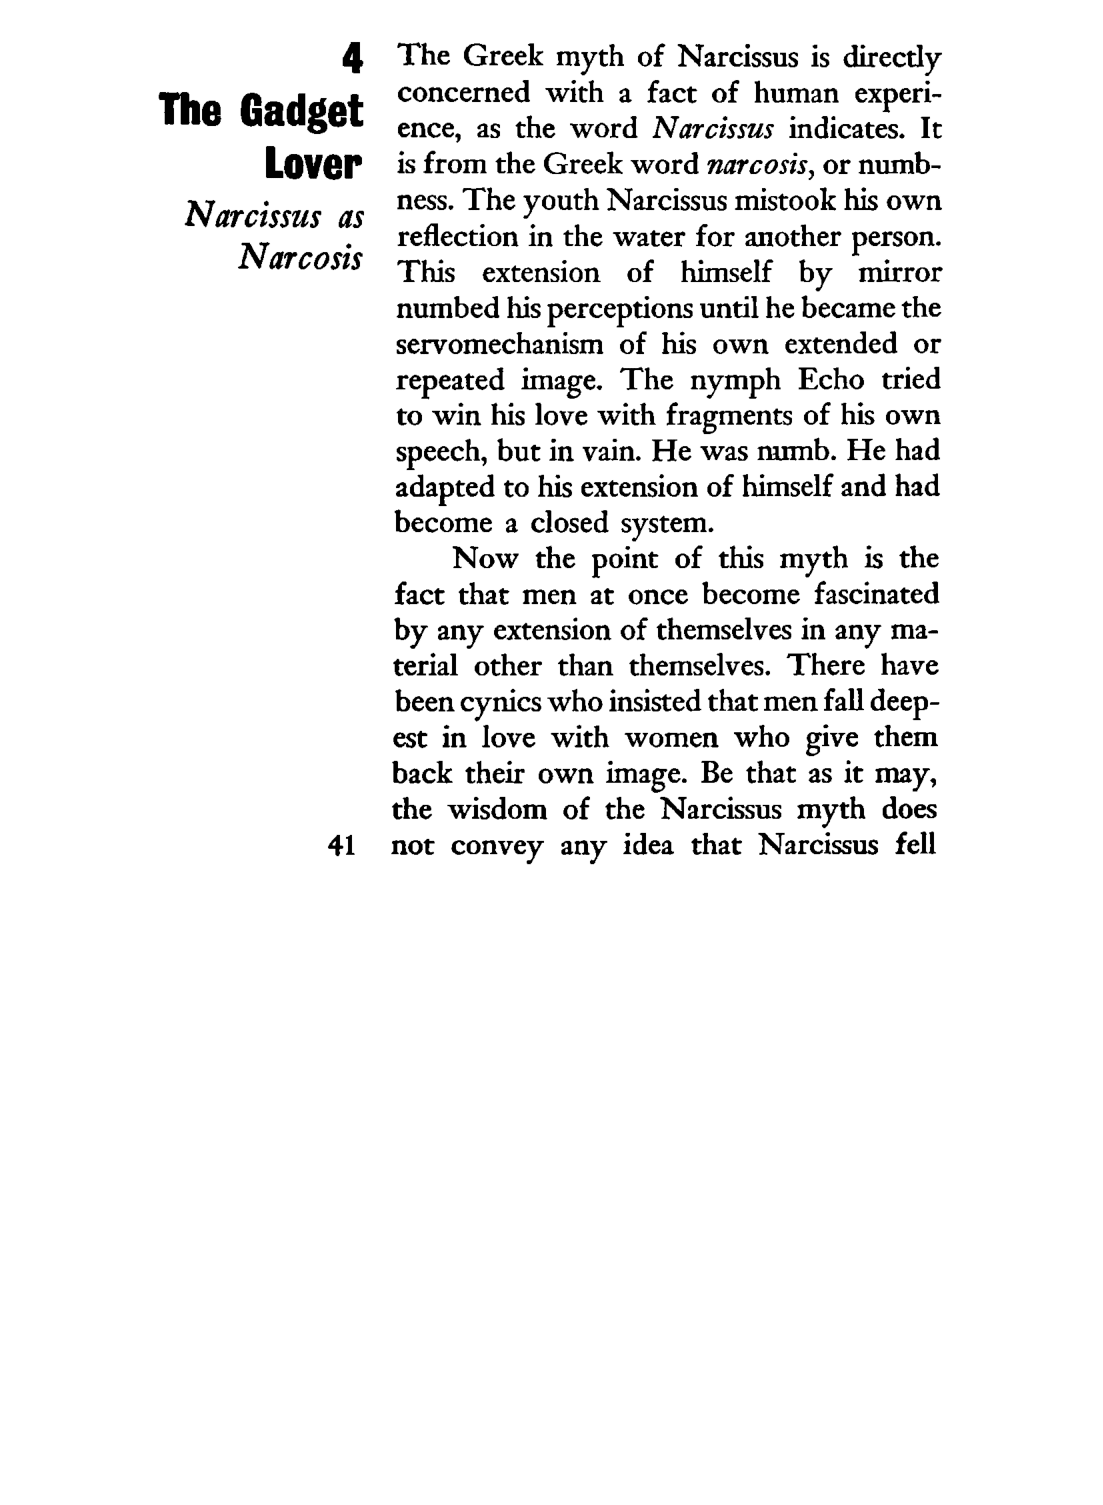 4
The Gadget
Lover
Narcissus as
Narcosis
The Greek myth of Narcissus is directly
concerned with a fact of human experi-
ence, as the word Narcissus indicates. It
is from the Greek word narcosis, or numb-
ness. The youth Narcissus mistook his own
reflection in the water for another person.
This extension of himself by mirror
numbed his perceptions until he became the
servomechanism of his own extended or
repeated image. The nymph Echo tried
to win his love with fragments of his own
speech, but in vain. He was numb. He had
adapted to his extension of himself and had
become a closed system.
Now the point of this myth is the
fact that men at once become fascinated
by any extension of themselves in any ma-
terial other than themselves. There have
been cynics who insisted that men fall deep-
est in love with women who give them
back their own image. Be that as it may,
the wisdom of the Narcissus myth does
not convey any idea that Narcissus fell
41